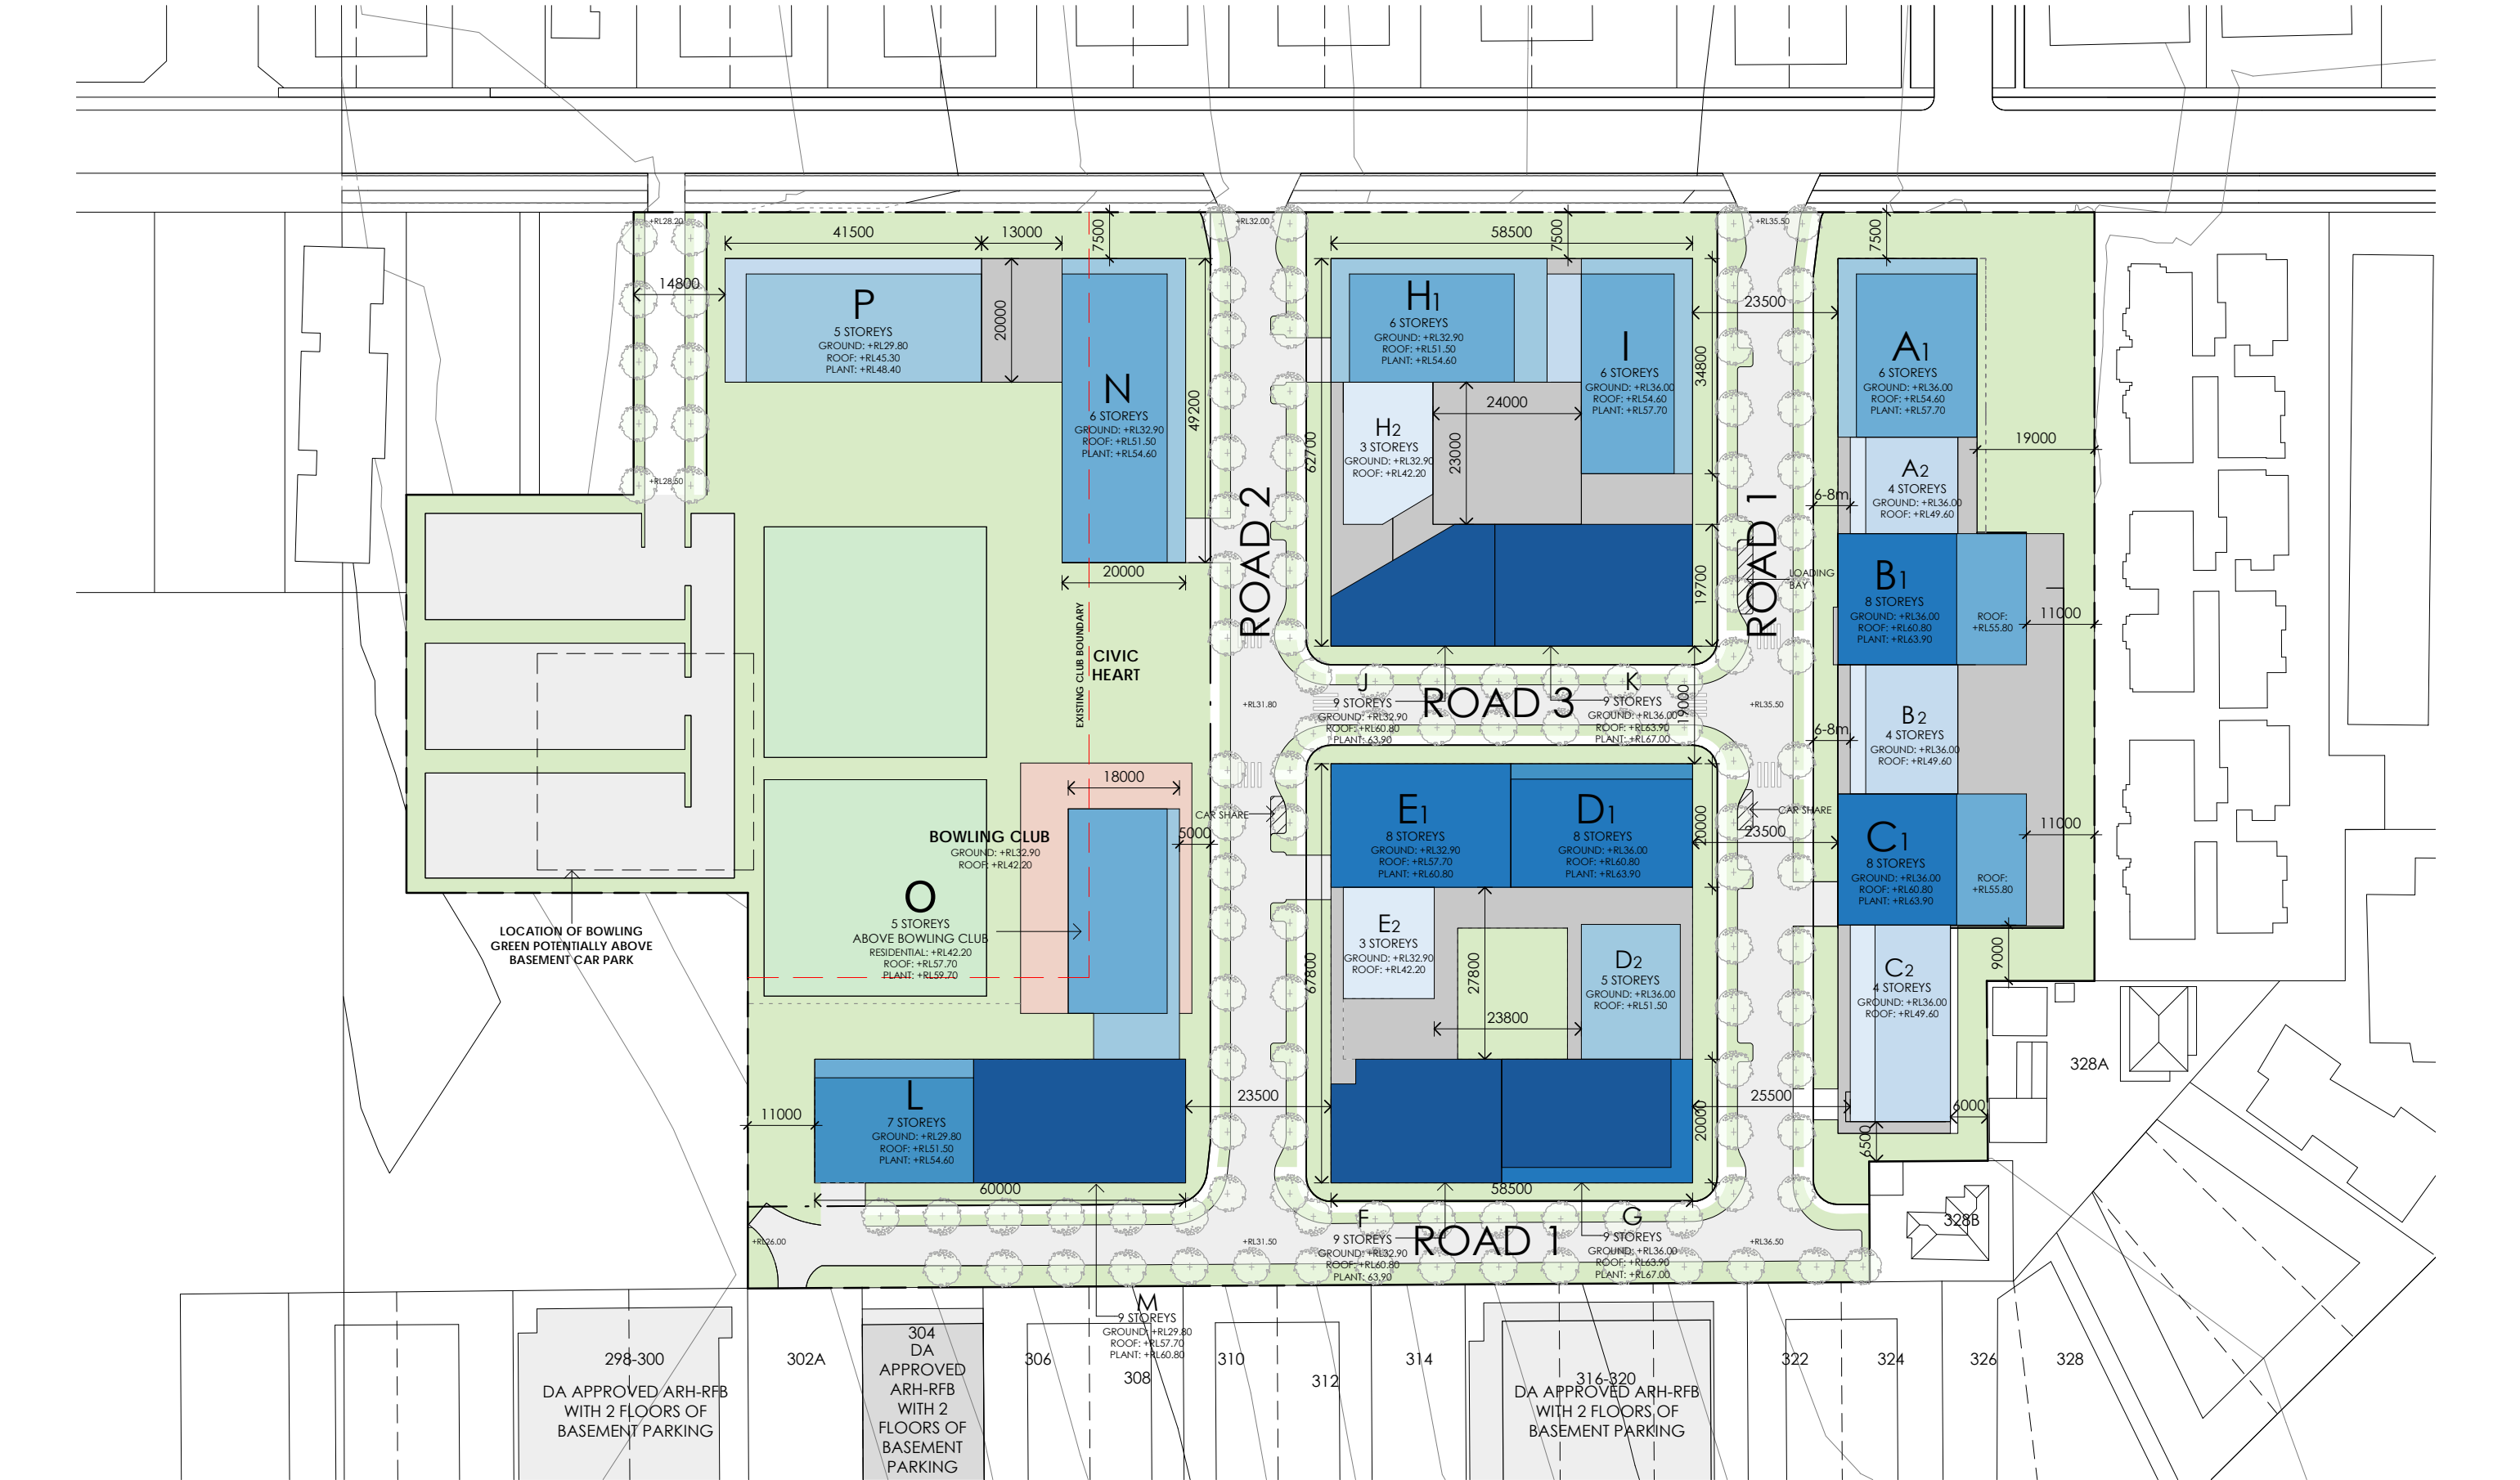 +RL28.20
+RL32.00
+RL35.50
41500
13000
7500
58500
7500
7500
14800
23500
P
5 STOREYS
GROUND: +RL29.80
ROOF: +RL45.30
PLANT: +RL48.40
20000
N
6 STOREYS
GROUND: +RL32.90
ROOF: +RL51.50
PLANT: +RL54.60
49200
20000
H1
6 STOREYS
GROUND: +RL32.90
ROOF: +RL51.50
PLANT: +RL54.60
I
6 STOREYS
GROUND: +RL36.00
ROOF: +RL54.60
PLANT: +RL57.70
34800
A1
6 STOREYS
GROUND: +RL36.00
ROOF: +RL54.60
PLANT: +RL57.70
62700
H2
3 STOREYS
GROUND: +RL32.90
ROOF: +RL42.20
24000
23000
19000
A2
4 STOREYS
GROUND: +RL36.00
ROOF: +RL49.60
6-8m
+RL28.50
ROAD 2
ROAD 1
19700
LOADING
BAY
B1
8 STOREYS
GROUND: +RL36.00
ROOF: +RL60.80
PLANT: +RL63.90
ROOF:
+RL55.80
11000
EXISTING CLUB BOUNDARY
CIVIC
HEART
+RL31.80
J
9 STOREYS
GROUND: +RL32.90
ROOF: +RL60.80
PLANT: 63.90
ROAD 3
K
9 STOREYS
GROUND: +RL36.00
ROOF: +RL63.90
PLANT: +RL67.00
19000
+RL35.50
6-8m
B2
4 STOREYS
GROUND: +RL36.00
ROOF: +RL49.60
18000
CAR SHARE
5000
BOWLING CLUB
GROUND: +RL32.90
ROOF: +RL42.20
E1
8 STOREYS
GROUND: +RL32.90
ROOF: +RL57.70
PLANT: +RL60.80
D1
8 STOREYS
GROUND: +RL36.00
ROOF: +RL60.80
PLANT: +RL63.90
20000
CAR SHARE
23500
C1
8 STOREYS
GROUND: +RL36.00
ROOF: +RL60.80
PLANT: +RL63.90
ROOF:
+RL55.80
11000
O
5 STOREYS
ABOVE BOWLING CLUB
RESIDENTIAL: +RL42.20
ROOF: +RL57.70
PLANT: +RL59.70
LOCATION OF BOWLING
GREEN POTENTIALLY ABOVE
BASEMENT CAR PARK
E2
3 STOREYS
GROUND: +RL32.90
ROOF: +RL42.20
67800
27800
23800
D2
5 STOREYS
GROUND: +RL36.00
ROOF: +RL51.50
C2
4 STOREYS
GROUND: +RL36.00
ROOF: +RL49.60
9000
328A
11000
L
7 STOREYS
GROUND: +RL29.80
ROOF: +RL51.50
PLANT: +RL54.60
23500
20000
25500
6000
6500
60000
58500
+RL26.00
+RL31.50
F
9 STOREYS
GROUND: +RL32.90
ROOF: +RL60.80
PLANT: 63.90
ROAD 1
G
9 STOREYS
GROUND: +RL36.00
ROOF: +RL63.90
PLANT: +RL67.00
+RL36.50
328B
M
9 STOREYS
GROUND: +RL29.80
ROOF: +RL57.70
PLANT: +RL60.80
298-300
DA APPROVED ARH-RFB
WITH 2 FLOORS OF
BASEMENT PARKING
302A
304
DA
APPROVED
ARH-RFB
WITH 2
FLOORS OF
BASEMENT
PARKING
306
308
310
312
314
316-320
DA APPROVED ARH-RFB
WITH 2 FLOORS OF
BASEMENT PARKING
322
324
326
328